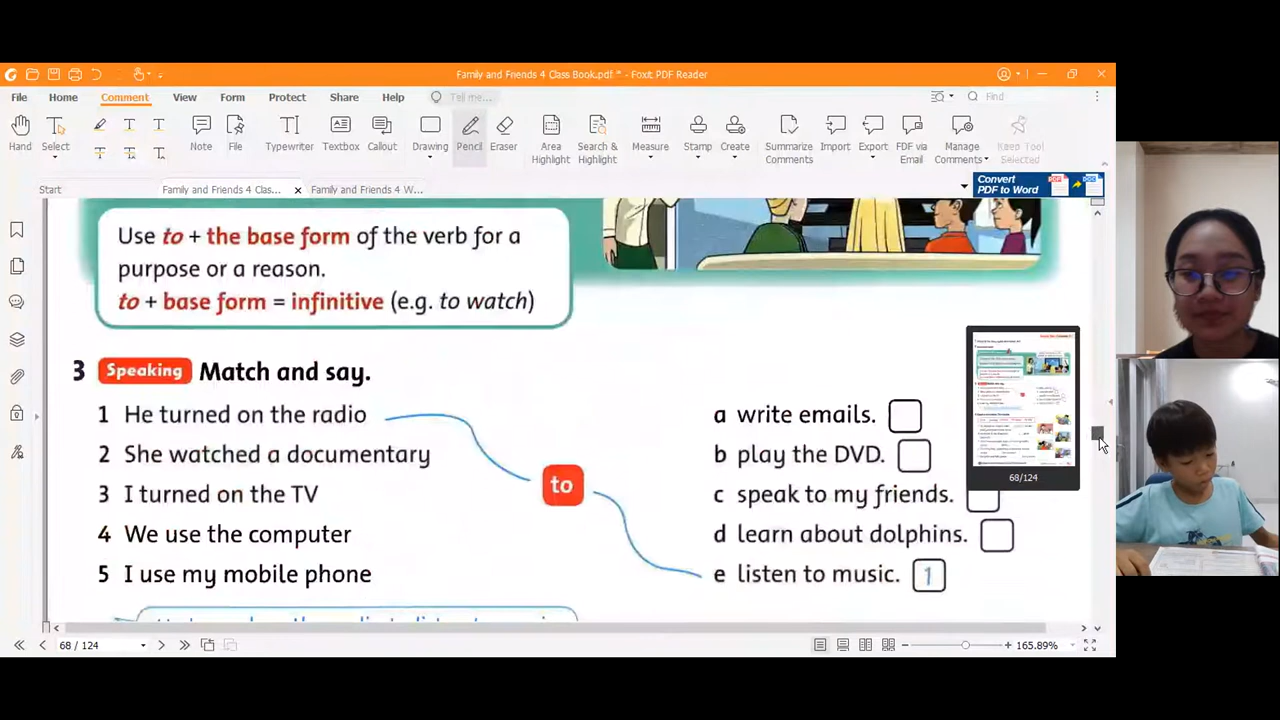 Family and Friends 4 Class Book.pdf * - Foxit PDF Reader
File Home Comment View Form Protect Share Help Tell me... Find
Hand Select Note File Typewriter Textbox Callout Drawing Pencil Eraser Area Highlight Search & Highlight Measure Stamp Create Summarize Comments Import Export FDF via Email Manage Comments Keep Tool Selected
Start Family and Friends 4 Clas... Family and Friends 4 W...
Convert
PDF to Word
Use to + the base form of the verb for a
purpose or a reason.
to + base form = infinitive (e.g. to watch)
3 Speaking Match and say.
1 He turned on the radio
2 She watched a documentary
3 I turned on the TV
4 We use the computer
5 I use my mobile phone
to
a write emails.
b play the DVD.
c speak to my friends.
d learn about dolphins.
e listen to music. 1
68/124
68 / 124
165.89%